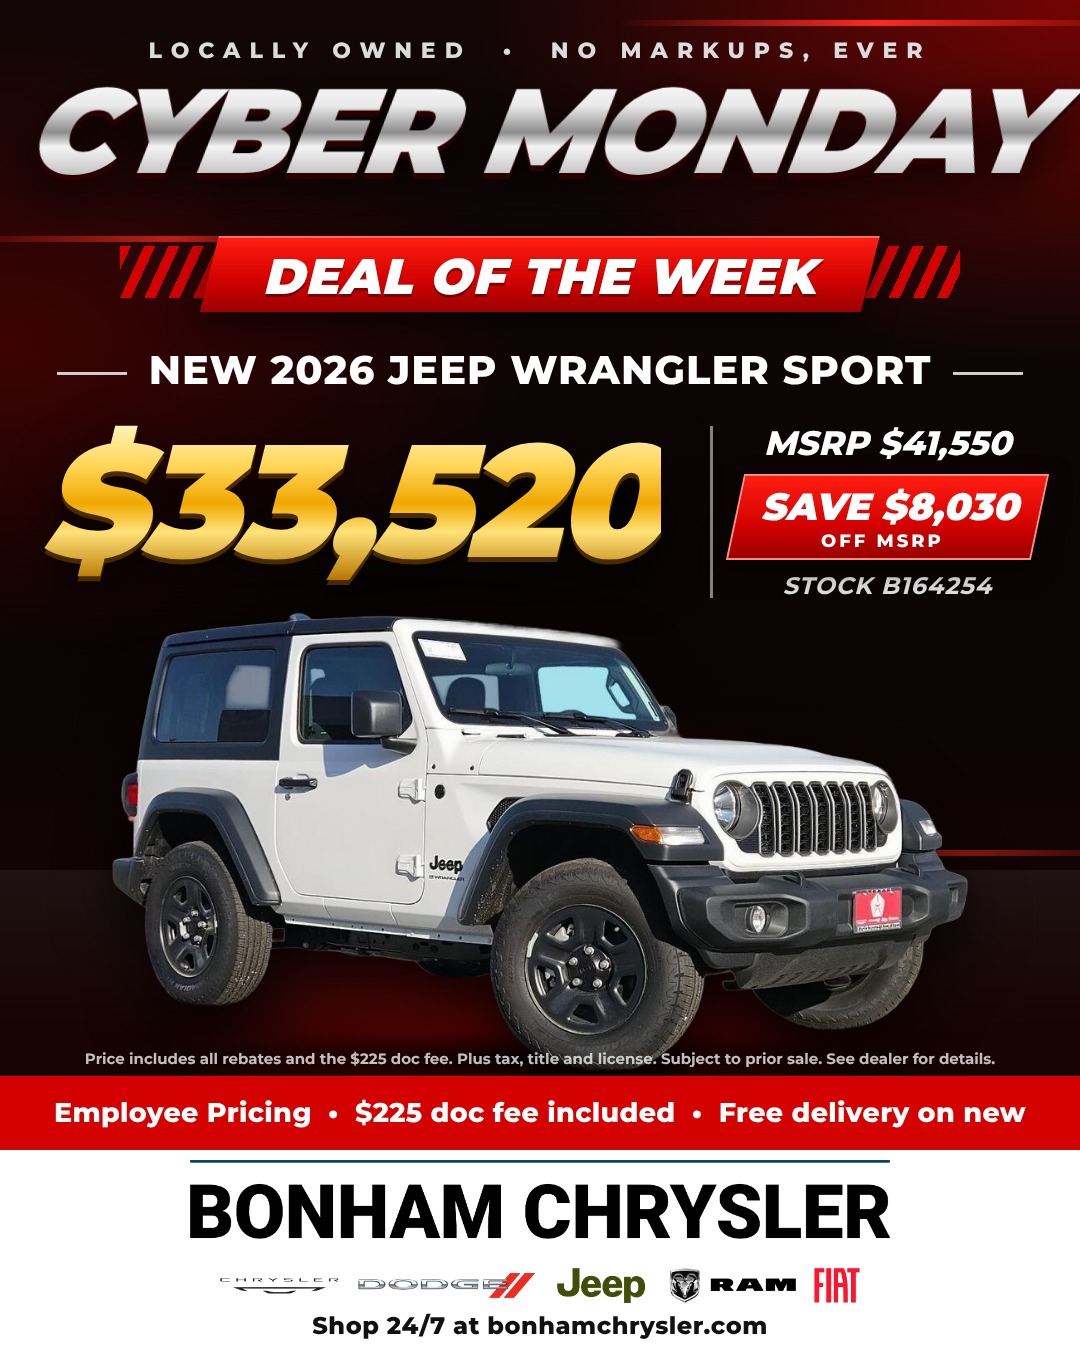 LOCALLY OWNED • NO MARKUPS, EVER
CYBER MONDAY
DEAL OF THE WEEK
NEW 2026 JEEP WRANGLER SPORT
$33,520
MSRP $41,550
SAVE $8,030
OFF MSRP
STOCK B164254
Jeep
WRANGLER
Price includes all rebates and the $225 doc fee. Plus tax, title and license. Subject to prior sale. See dealer for details.
Employee Pricing • $225 doc fee included • Free delivery on new
BONHAM CHRYSLER
CHRYSLER DODGE Jeep RAM FIAT
Shop 24/7 at bonhamchrysler.com